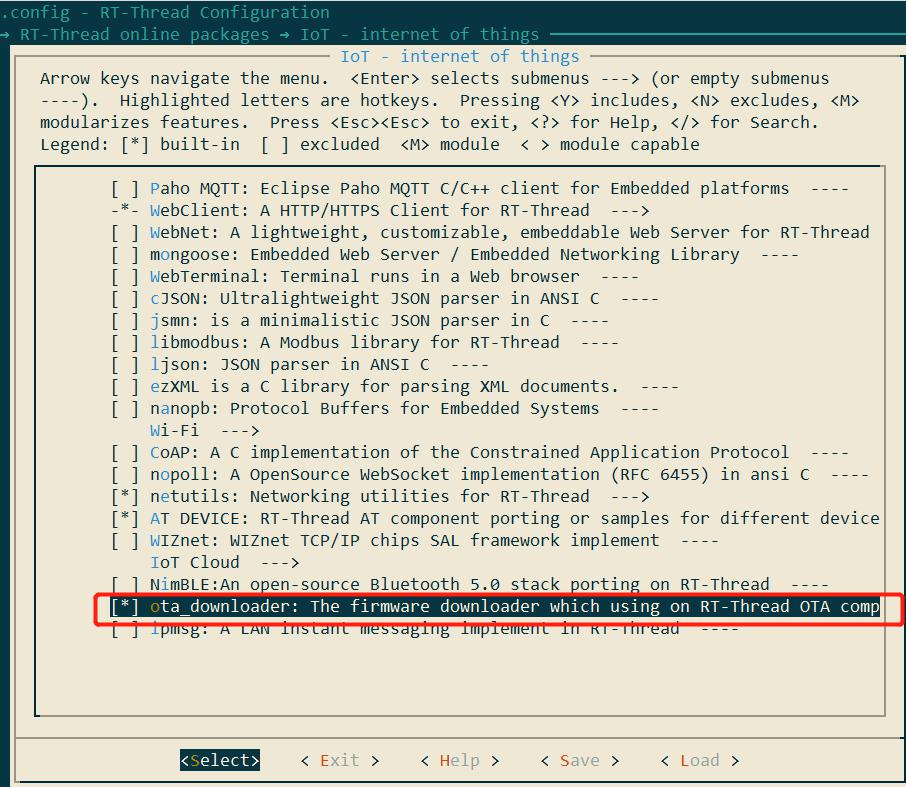 .config - RT-Thread Configuration
→ RT-Thread online packages → IoT - internet of things
IoT - internet of things
Arrow keys navigate the menu.  <Enter> selects submenus ---> (or empty submenus
----).  Highlighted letters are hotkeys.  Pressing <Y> includes, <N> excludes, <M>
modularizes features.  Press <Esc><Esc> to exit, <?> for Help, </> for Search.
Legend: [*] built-in  [ ] excluded  <M> module  < > module capable
[ ] Paho MQTT: Eclipse Paho MQTT C/C++ client for Embedded platforms  ----
-*- WebClient: A HTTP/HTTPS Client for RT-Thread  --->
[ ] WebNet: A lightweight, customizable, embeddable Web Server for RT-Thread
[ ] mongoose: Embedded Web Server / Embedded Networking Library  ----
[ ] WebTerminal: Terminal runs in a Web browser  ----
[ ] cJSON: Ultralightweight JSON parser in ANSI C  ----
[ ] jsmn: is a minimalistic JSON parser in C  ----
[ ] libmodbus: A Modbus library for RT-Thread  ----
[ ] ljson: JSON parser in ANSI C  ----
[ ] ezXML is a C library for parsing XML documents.  ----
[ ] nanopb: Protocol Buffers for Embedded Systems  ----
Wi-Fi  --->
[ ] CoAP: A C implementation of the Constrained Application Protocol  ----
[ ] nopoll: A OpenSource WebSocket implementation (RFC 6455) in ansi C  ----
[*] netutils: Networking utilities for RT-Thread  --->
[*] AT DEVICE: RT-Thread AT component porting or samples for different device
[ ] WIZnet: WIZnet TCP/IP chips SAL framework implement  ----
IoT Cloud  --->
[ ] NimBLE:An open-source Bluetooth 5.0 stack porting on RT-Thread  ----
[*] ota_downloader: The firmware downloader which using on RT-Thread OTA comp
[ ] ipmsg: A LAN instant messaging implement in RT-Thread  ----
<Select>    < Exit >    < Help >    < Save >    < Load >